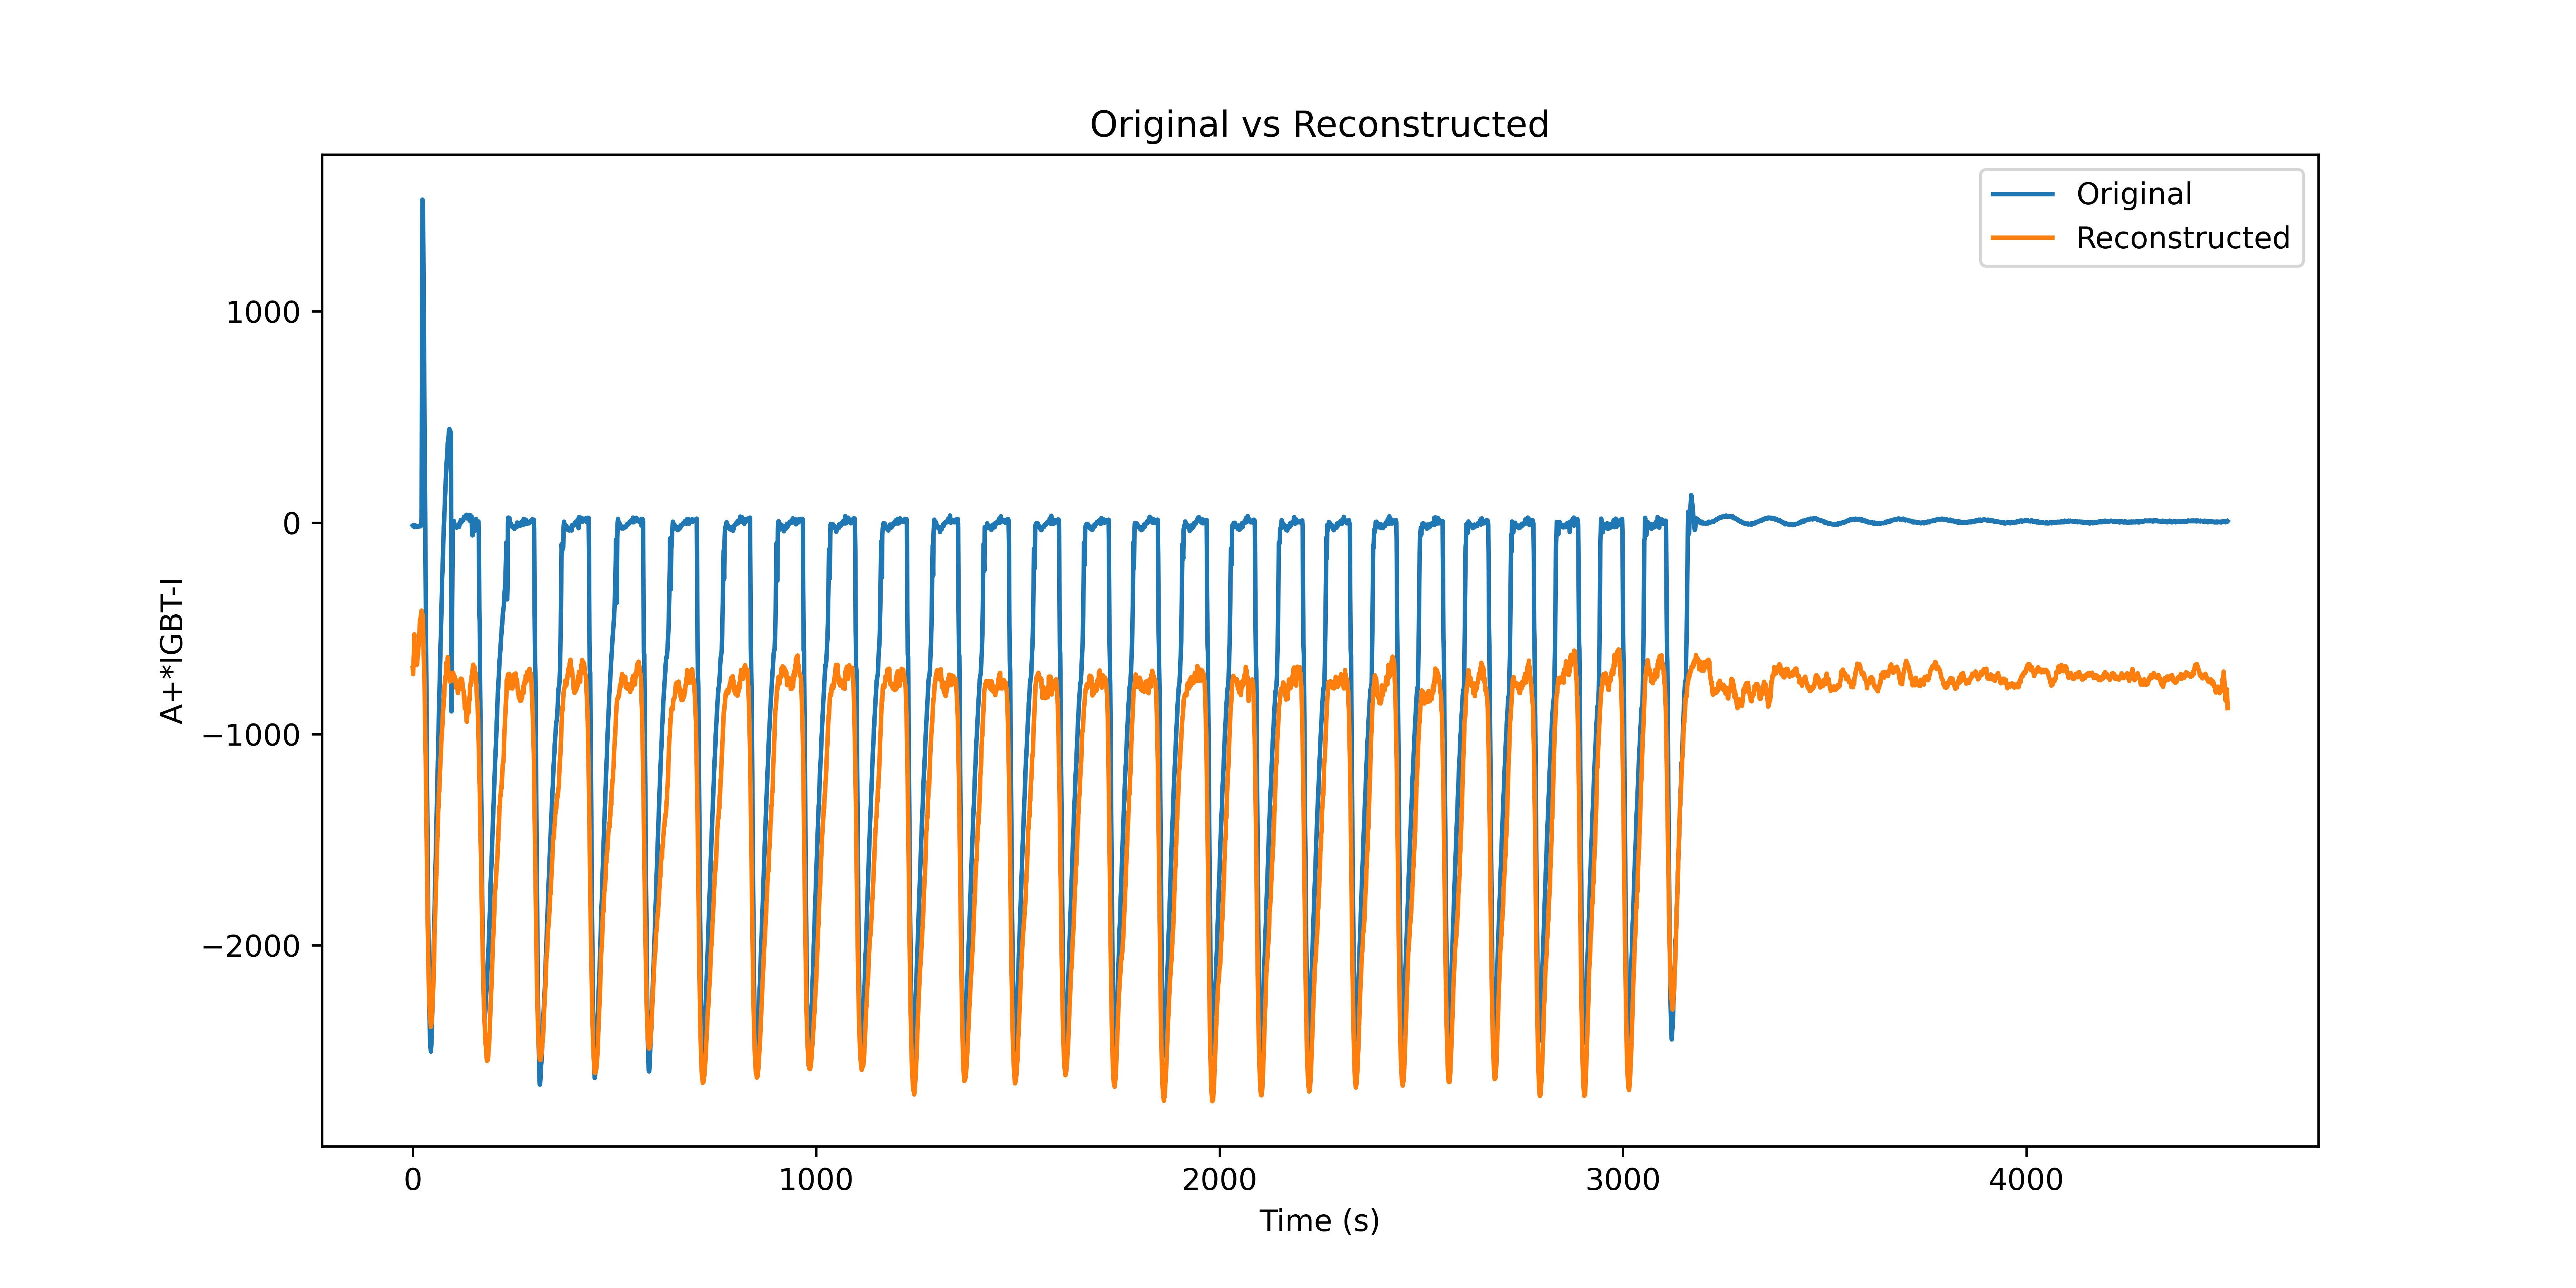 Original vs Reconstructed
Original
Reconstructed
A+*IGBT-I
1000
0
−1000
−2000
0
1000
2000
3000
4000
Time (s)